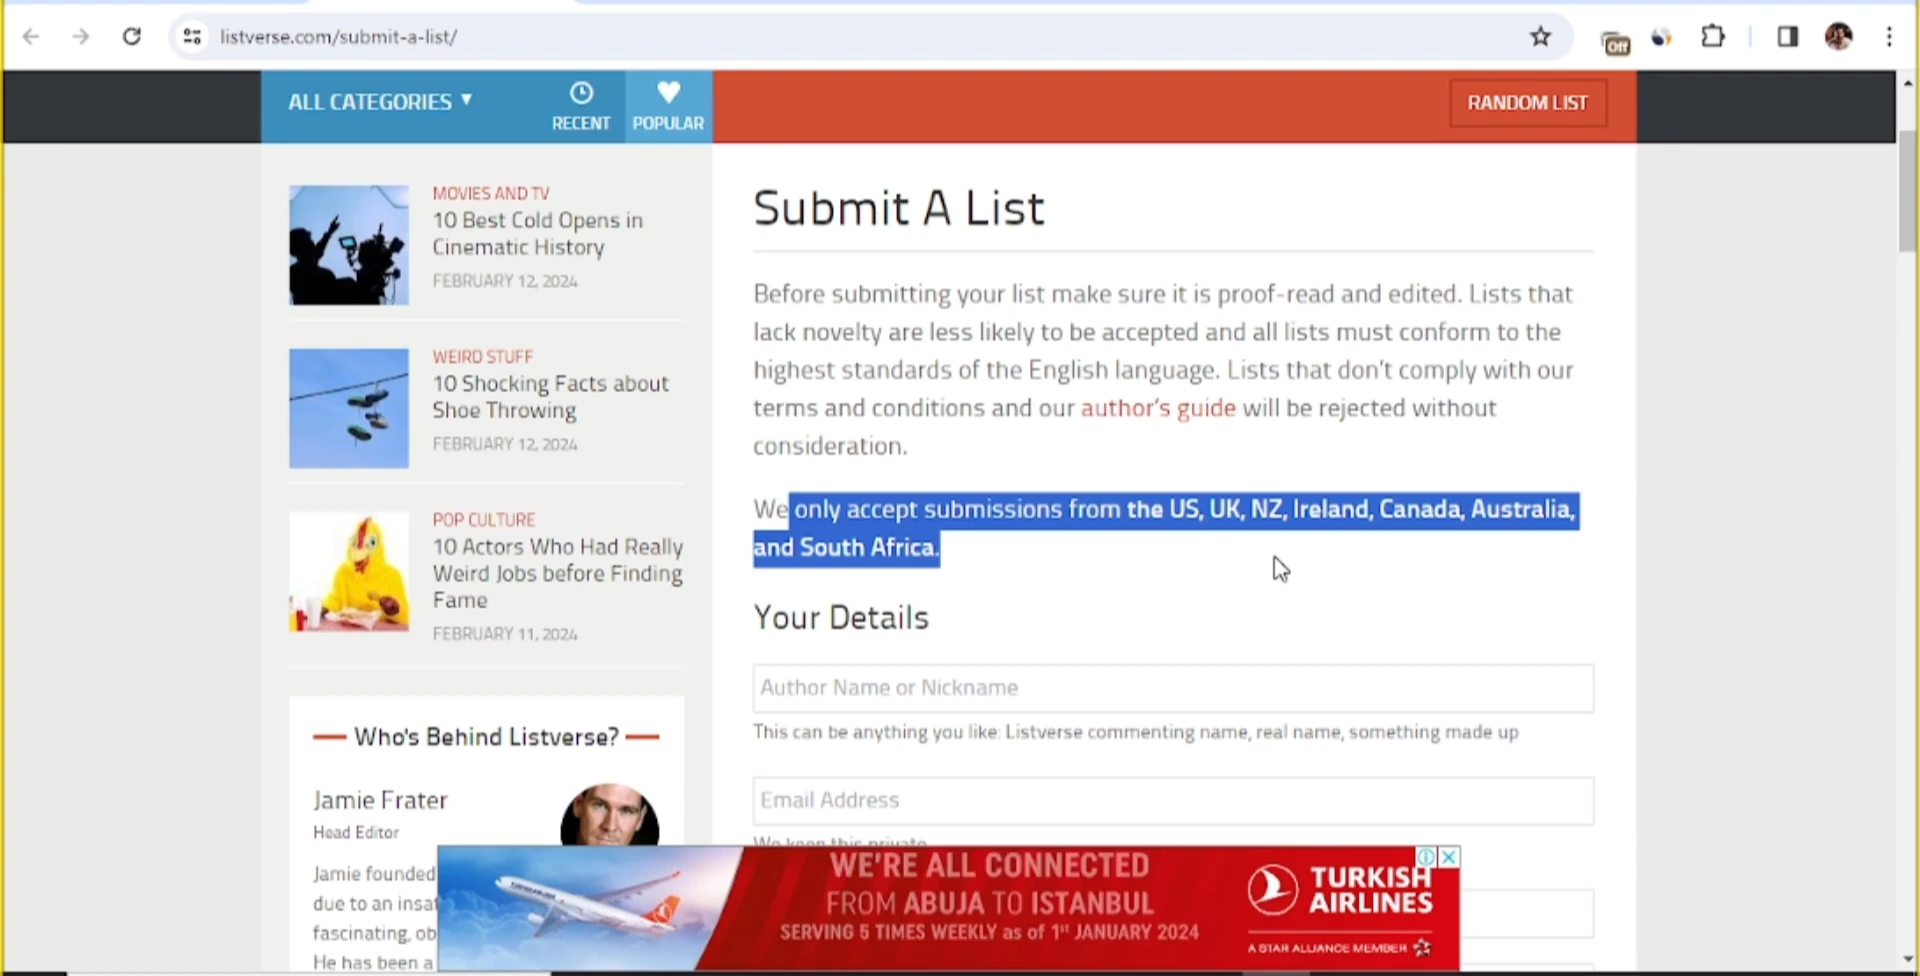 listverse.com/submit-a-list/
Off
ALL CATEGORIES
RECENT
POPULAR
RANDOM LIST
MOVIES AND TV
10 Best Cold Opens in
Cinematic History
FEBRUARY 12, 2024
WEIRD STUFF
10 Shocking Facts about
Shoe Throwing
FEBRUARY 12, 2024
POP CULTURE
10 Actors Who Had Really
Weird Jobs before Finding
Fame
FEBRUARY 11, 2024
Who's Behind Listverse?
Jamie Frater
Head Editor
Jamie founded
due to an insat
fascinating, ob
He has been a
Submit A List
Before submitting your list make sure it is proof-read and edited. Lists that
lack novelty are less likely to be accepted and all lists must conform to the
highest standards of the English language. Lists that don't comply with our
terms and conditions and our author's guide will be rejected without
consideration.
We only accept submissions from the US, UK, NZ, Ireland, Canada, Australia,
and South Africa.
Your Details
Author Name or Nickname
This can be anything you like: Listverse commenting name, real name, something made up
Email Address
We keep this private
WE'RE ALL CONNECTED
FROM ABUJA TO ISTANBUL
SERVING 5 TIMES WEEKLY as of 1st JANUARY 2024
TURKISH
AIRLINES
A STAR ALLIANCE MEMBER